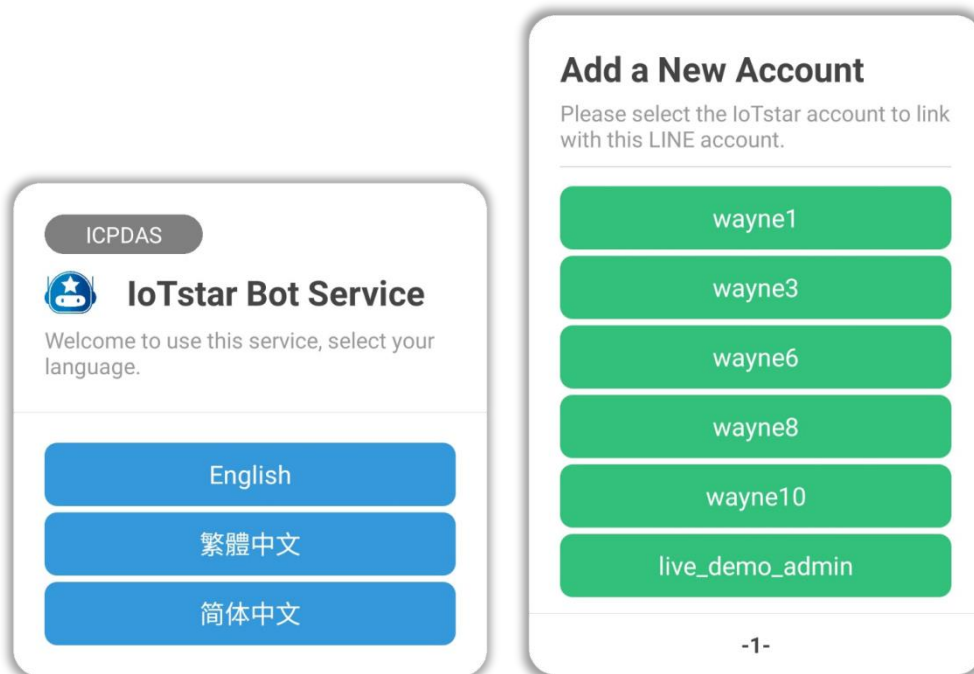 ICPDAS
IoTstar Bot Service
Welcome to use this service, select your
language.
English
繁體中文
简体中文
Add a New Account
Please select the IoTstar account to link
with this LINE account.
wayne1
wayne3
wayne6
wayne8
wayne10
live_demo_admin
-1-